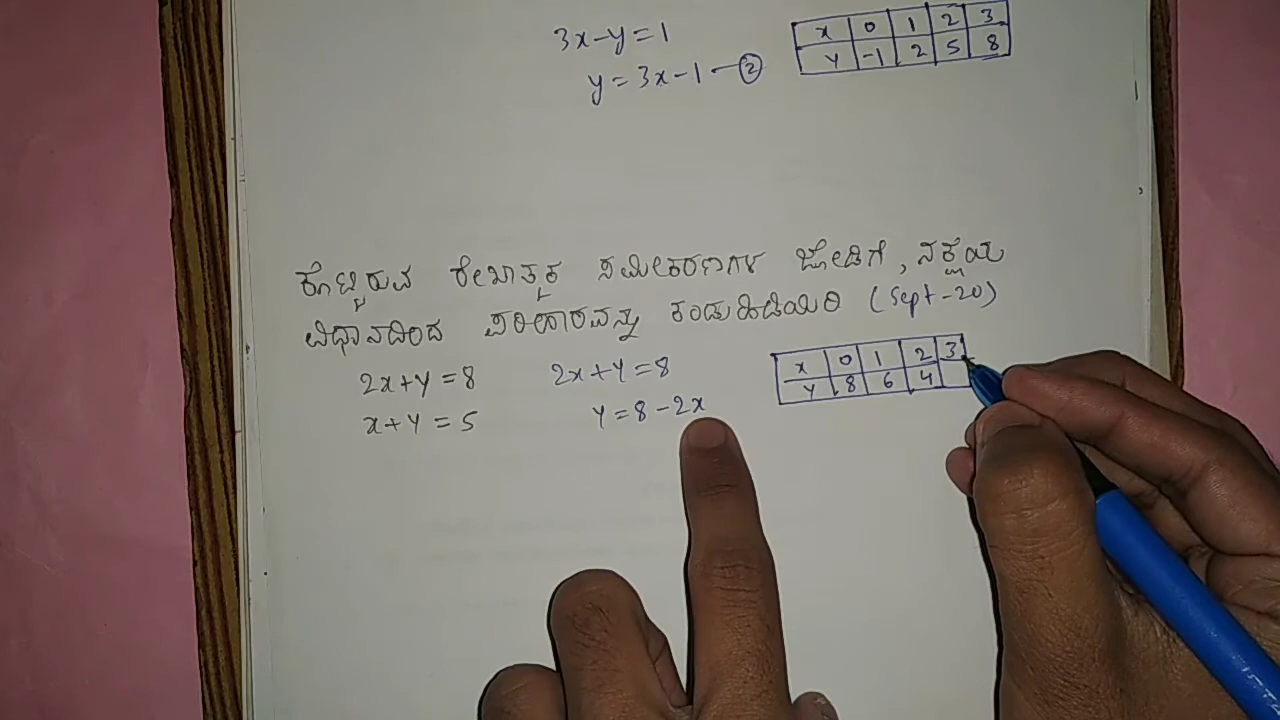 3x-y=1
y=3x-1 —②
x 0 1 2 3
y -1 2 5 8
ಕೊಟ್ಟಿರುವ ರೇಖಾತ್ಮಕ ಸಮೀಕರಣಗಳ ಜೋಡಿಗೆ, ನಕ್ಷೆಯ
ವಿಧಾನದಿಂದ ಪರಿಹಾರವನ್ನು ಕಂಡುಹಿಡಿಯಿರಿ (Sept-20)
2x+y=8
x+y=5
2x+y=8
y=8-2x
x 0 1 2 3
y 8 6 4